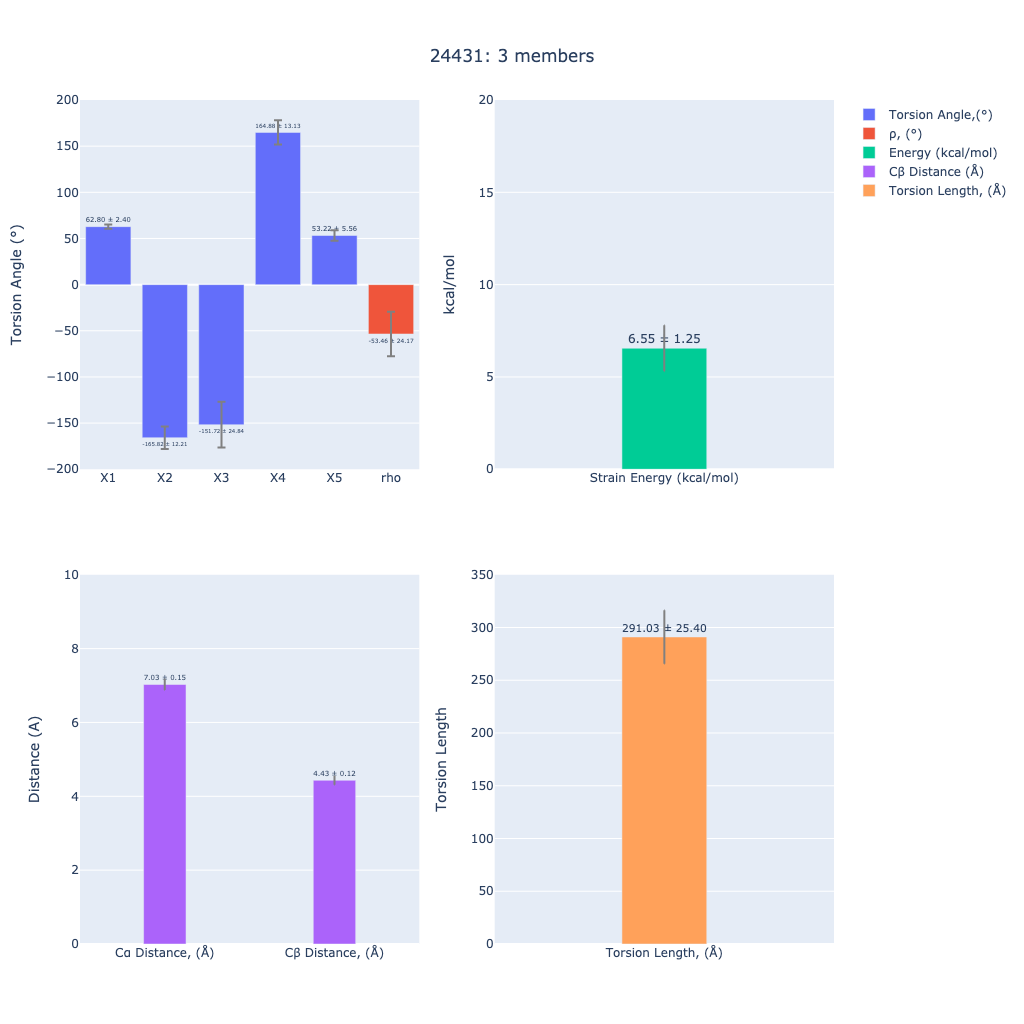 24431: 3 members
Torsion Angle (°)
200
150
100
50
0
−50
−100
−150
−200
62.80 ± 2.40
-165.82 ± 12.21
-151.72 ± 24.84
164.88 ± 13.13
53.22 ± 5.56
-53.46 ± 24.17
X1
X2
X3
X4
X5
rho
kcal/mol
20
15
10
5
0
6.55 ± 1.25
Strain Energy (kcal/mol)
Torsion Angle,(°)
ρ, (°)
Energy (kcal/mol)
Cβ Distance (Å)
Torsion Length, (Å)
Distance (A)
10
8
6
4
2
0
7.03 ± 0.15
4.43 ± 0.12
Cα Distance, (Å)
Cβ Distance, (Å)
Torsion Length
350
300
250
200
150
100
50
0
291.03 ± 25.40
Torsion Length, (Å)